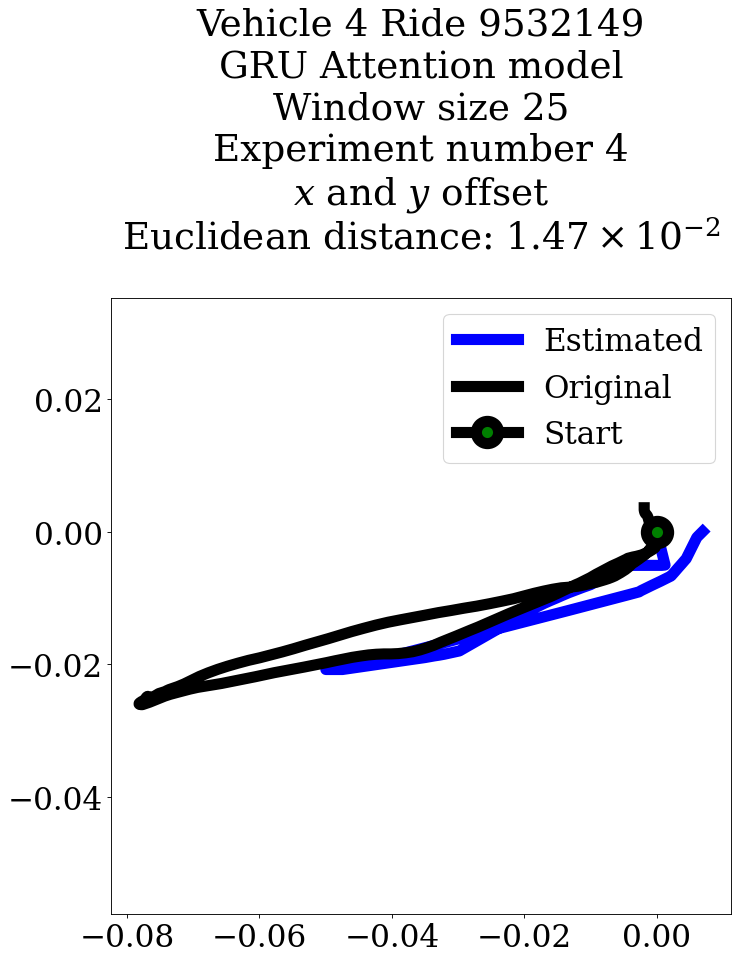 Vehicle 4 Ride 9532149
GRU Attention model
Window size 25
Experiment number 4
x and y offset
Euclidean distance: 1.47 × 10⁻²
Estimated
Original
Start
0.02
0.00
−0.02
−0.04
−0.08 −0.06 −0.04 −0.02 0.00